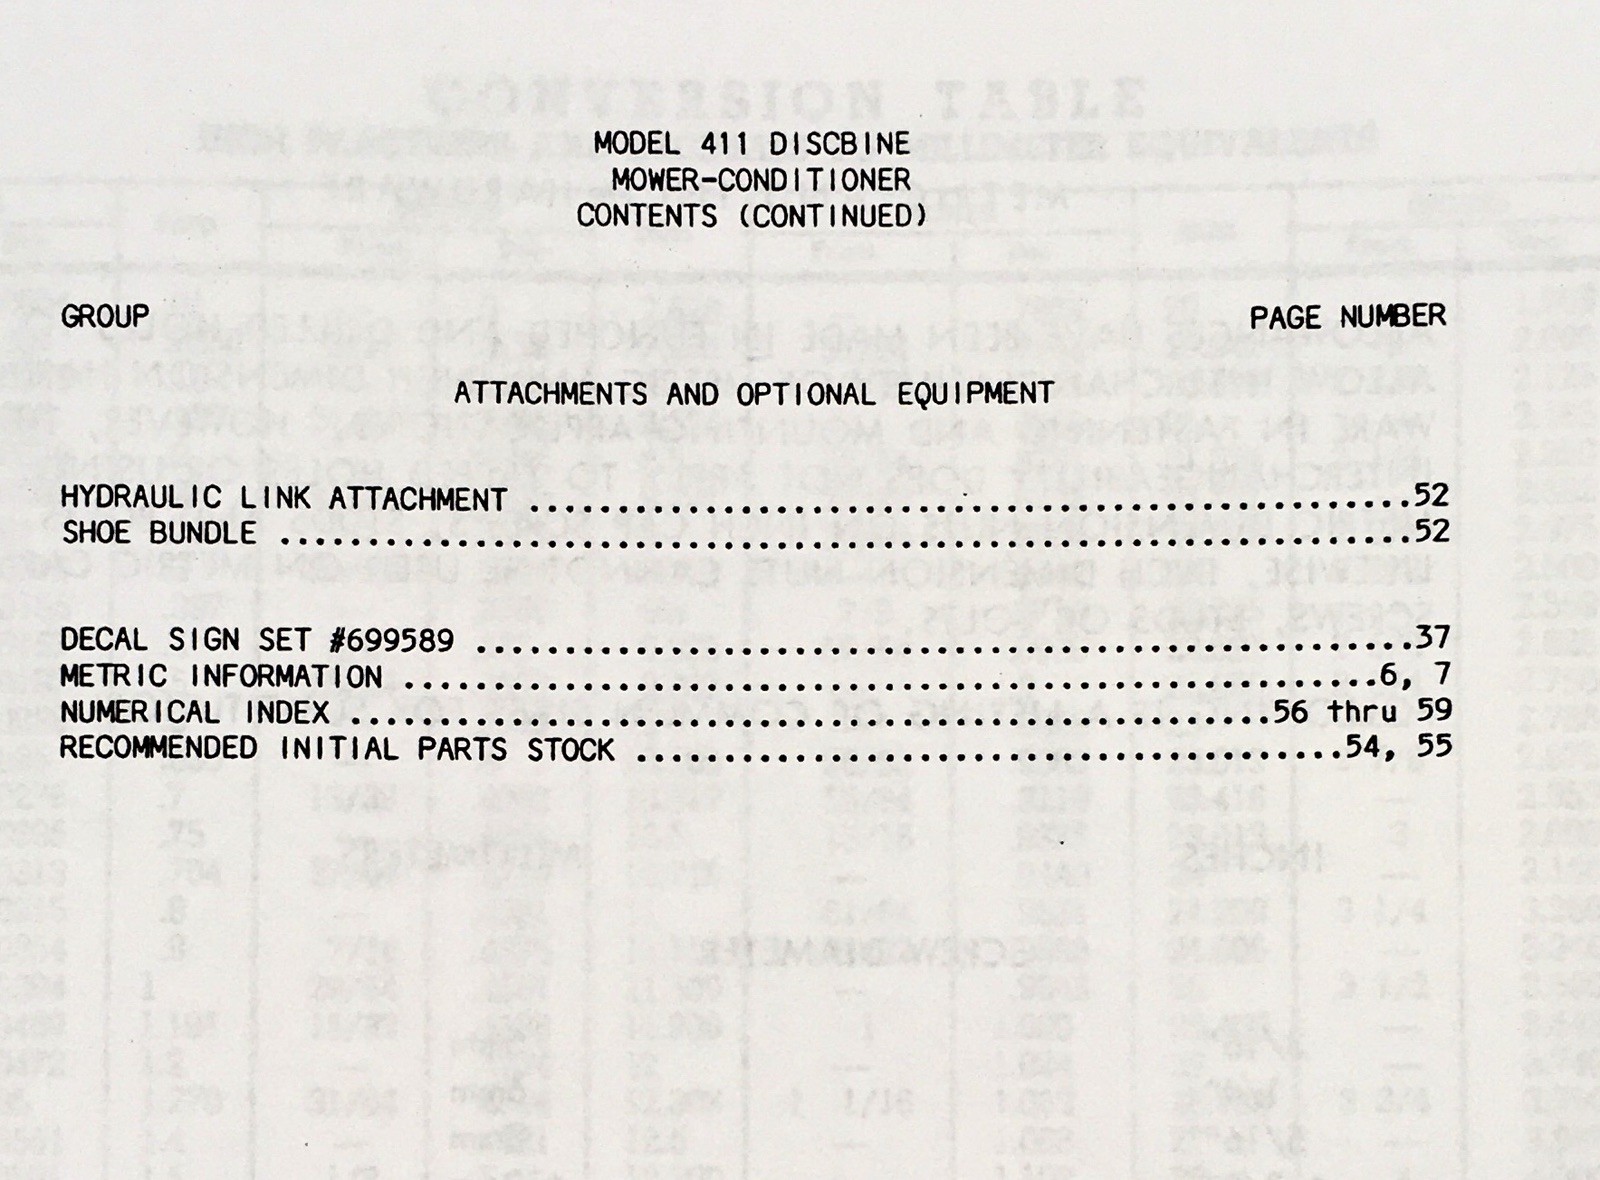 MODEL 411 DISCBINE
MOWER-CONDITIONER
CONTENTS (CONTINUED)
GROUP PAGE NUMBER
ATTACHMENTS AND OPTIONAL EQUIPMENT
HYDRAULIC LINK ATTACHMENT ..................................................52
SHOE BUNDLE ................................................................52
DECAL SIGN SET #699589 .....................................................37
METRIC INFORMATION .......................................................6, 7
NUMERICAL INDEX ....................................................56 thru 59
RECOMMENDED INITIAL PARTS STOCK ........................................54, 55